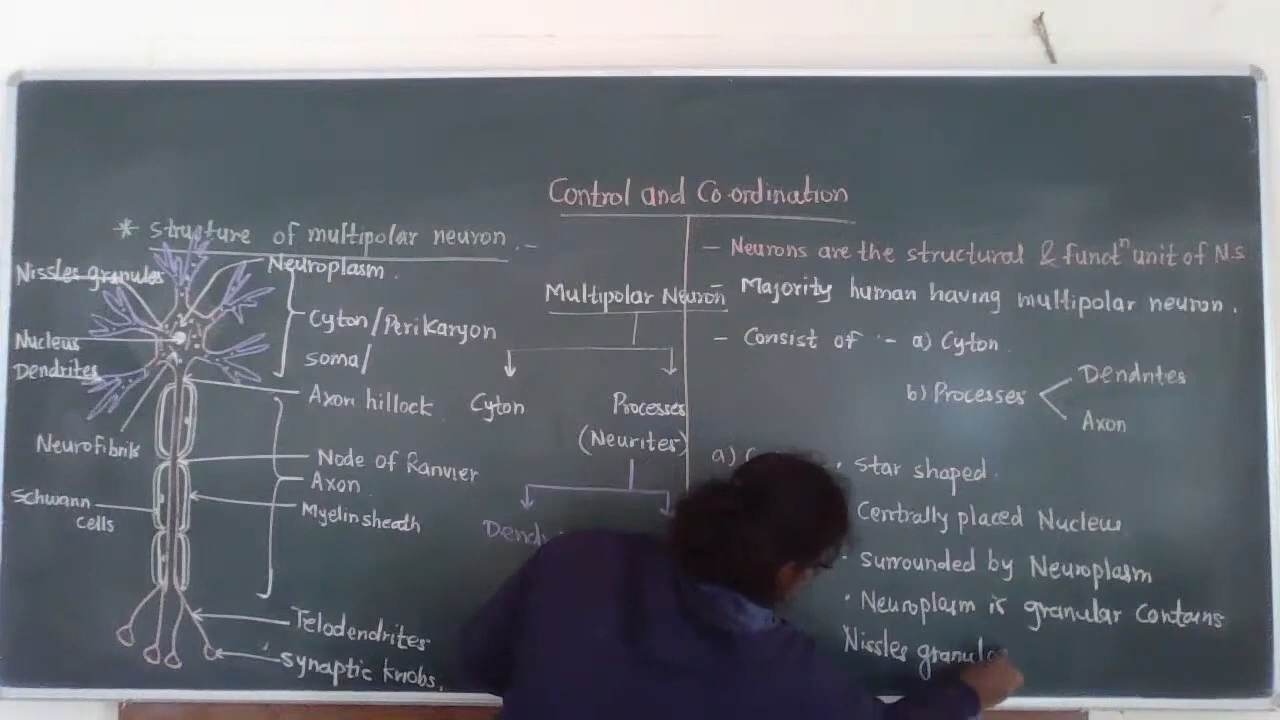 Control and Co ordination
* structure of multipolar neuron :-
Nissles granules
Neuroplasm.
Cyton/Perikaryon
soma/
Nucleus
Dendrites
Axon hillock
Neurofibrils
Node of Ranvier
Axon
Schwann
cells
Myelin sheath
Telodendrites
synaptic knobs,
Multipolar Neuron
Cyton
Processes
(Neurites)
- Neurons are the structural & functⁿ unit of N.S
- Majority human having multipolar neuron.
- Consist of :- a) Cyton
b) Processes
Dendrites
Axon
a)
• Star shaped.
Centrally placed Nucleus
• Surrounded by Neuroplasm
• Neuroplasm is granular contains
Nissles